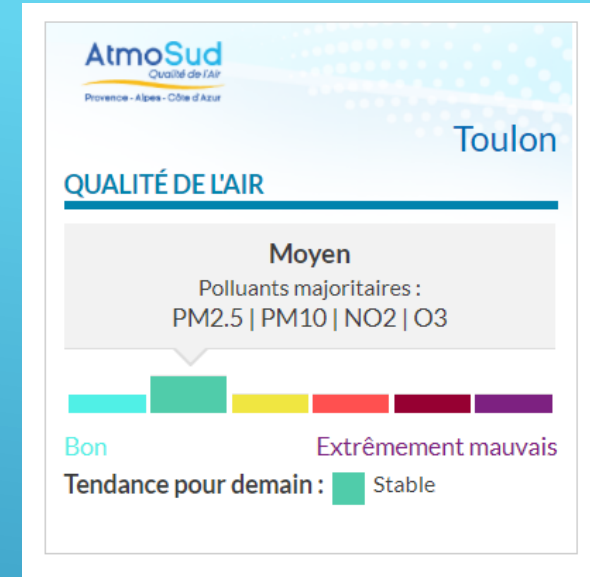 AtmoSud
Qualité de l'Air
Provence - Alpes - Côte d'Azur
Toulon
QUALITÉ DE L'AIR
Moyen
Polluants majoritaires :
PM2.5 | PM10 | NO2 | O3
Bon
Extrêmement mauvais
Tendance pour demain : Stable